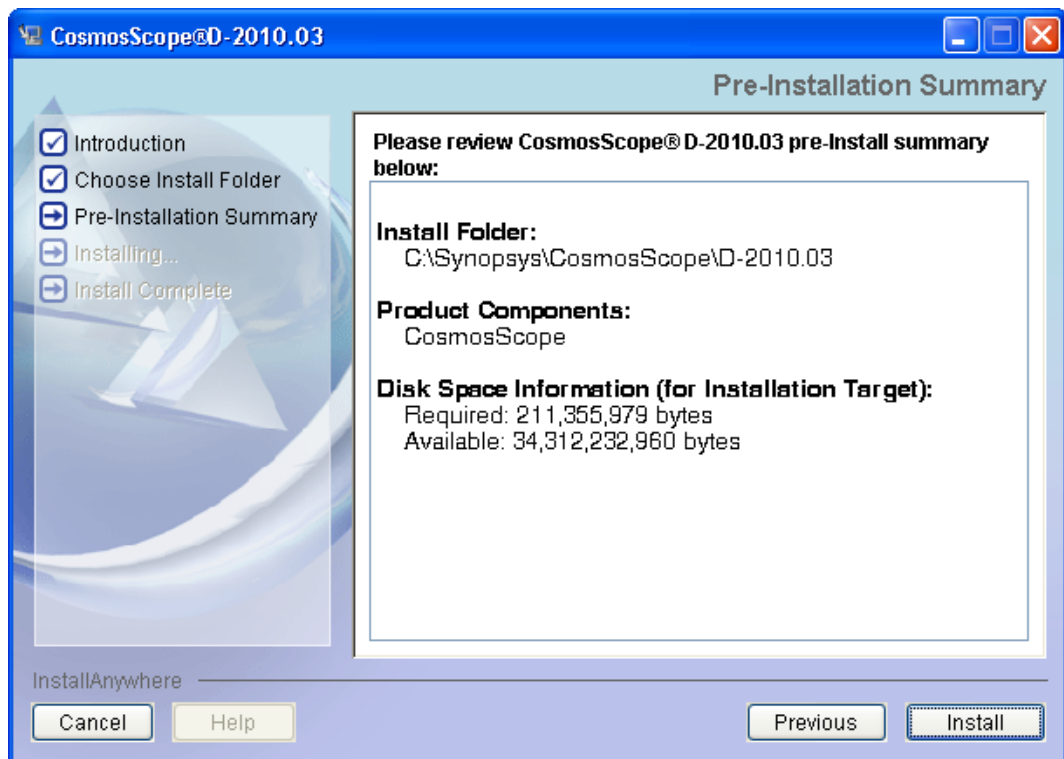 CosmosScope®D-2010.03
Pre-Installation Summary
Introduction
Choose Install Folder
Pre-Installation Summary
Installing...
Install Complete
Please review CosmosScope® D-2010.03 pre-Install summary
below:
Install Folder:
C:\Synopsys\CosmosScope\D-2010.03
Product Components:
CosmosScope
Disk Space Information (for Installation Target):
Required: 211,355,979 bytes
Available: 34,312,232,960 bytes
InstallAnywhere
Cancel
Help
Previous
Install